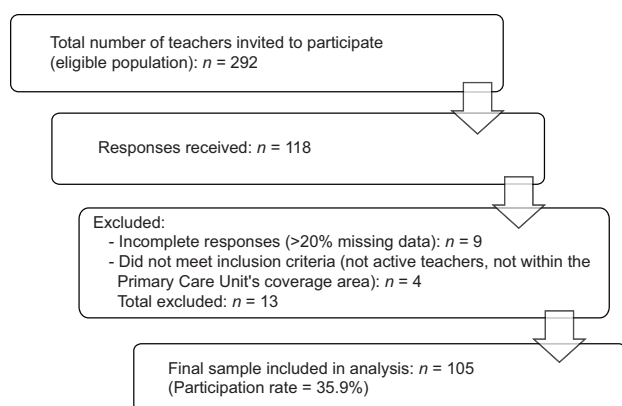 Total number of teachers invited to participate
(eligible population): n = 292
Responses received: n = 118
Excluded:
- Incomplete responses (>20% missing data): n = 9
- Did not meet inclusion criteria (not active teachers, not within the
Primary Care Unit's coverage area): n = 4
Total excluded: n = 13
Final sample included in analysis: n = 105
(Participation rate = 35.9%)